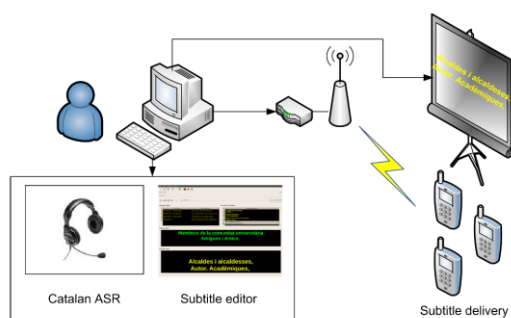 Alcaldes i alcaldesses,
Autor. Acadèmiques,
Membres de la comunitat universitària
Amigues i Amics.
Alcaldes i alcaldesses,
Autor. Acadèmiques,
Catalan ASR
Subtitle editor
Subtitle delivery